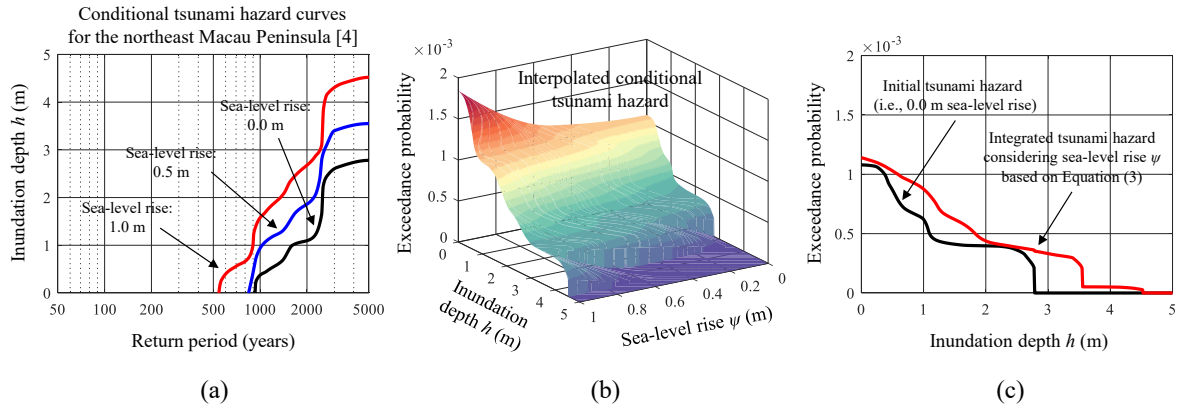 Conditional tsunami hazard curves
for the northeast Macau Peninsula [4]
Inundation depth h (m)
5
4
3
2
1
0
Sea-level rise:
0.0 m
Sea-level rise:
0.5 m
Sea-level rise:
1.0 m
50 100 200 500 1000 2000 5000
Return period (years)
(a)
×10⁻³
Interpolated conditional
tsunami hazard
Exceedance probability
2
1.5
1
0.5
0
0 1 2 3 4 5
Inundation
depth h (m)
1 0.8 0.6 0.4 0.2 0
Sea-level rise ψ (m)
(b)
×10⁻³
Exceedance probability
2
1.5
1
0.5
0
Initial tsunami hazard
(i.e., 0.0 m sea-level rise)
Integrated tsunami hazard
considering sea-level rise ψ
based on Equation (3)
0 1 2 3 4 5
Inundation depth h (m)
(c)